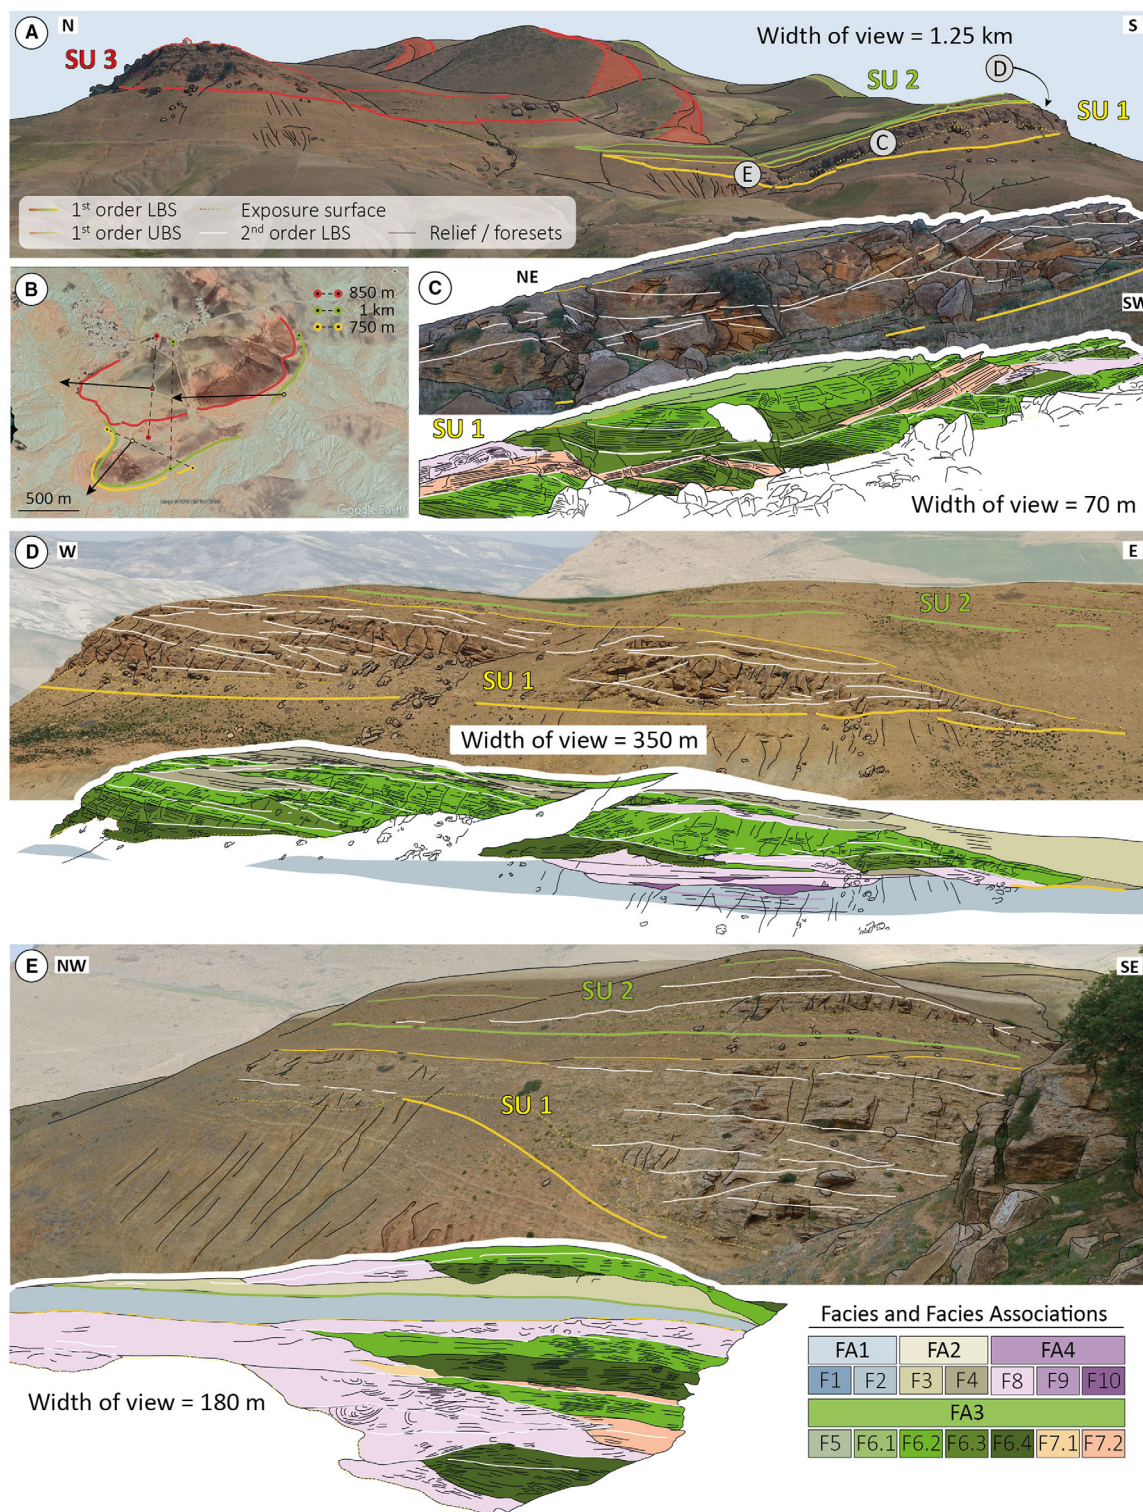 A
N
S
Width of view = 1.25 km
SU 3
SU 2
D
SU 1
C
E
1st order LBS
Exposure surface
1st order UBS
2nd order LBS
Relief / foresets
B
850 m
1 km
750 m
500 m
Google Earth
C
NE
SW
SU 1
Width of view = 70 m
D
W
E
SU 2
SU 1
Width of view = 350 m
E
NW
SE
SU 2
SU 1
Width of view = 180 m
Facies and Facies Associations
FA1 FA2 FA4
F1 F2 F3 F4 F8 F9 F10
FA3
F5 F6.1 F6.2 F6.3 F6.4 F7.1 F7.2